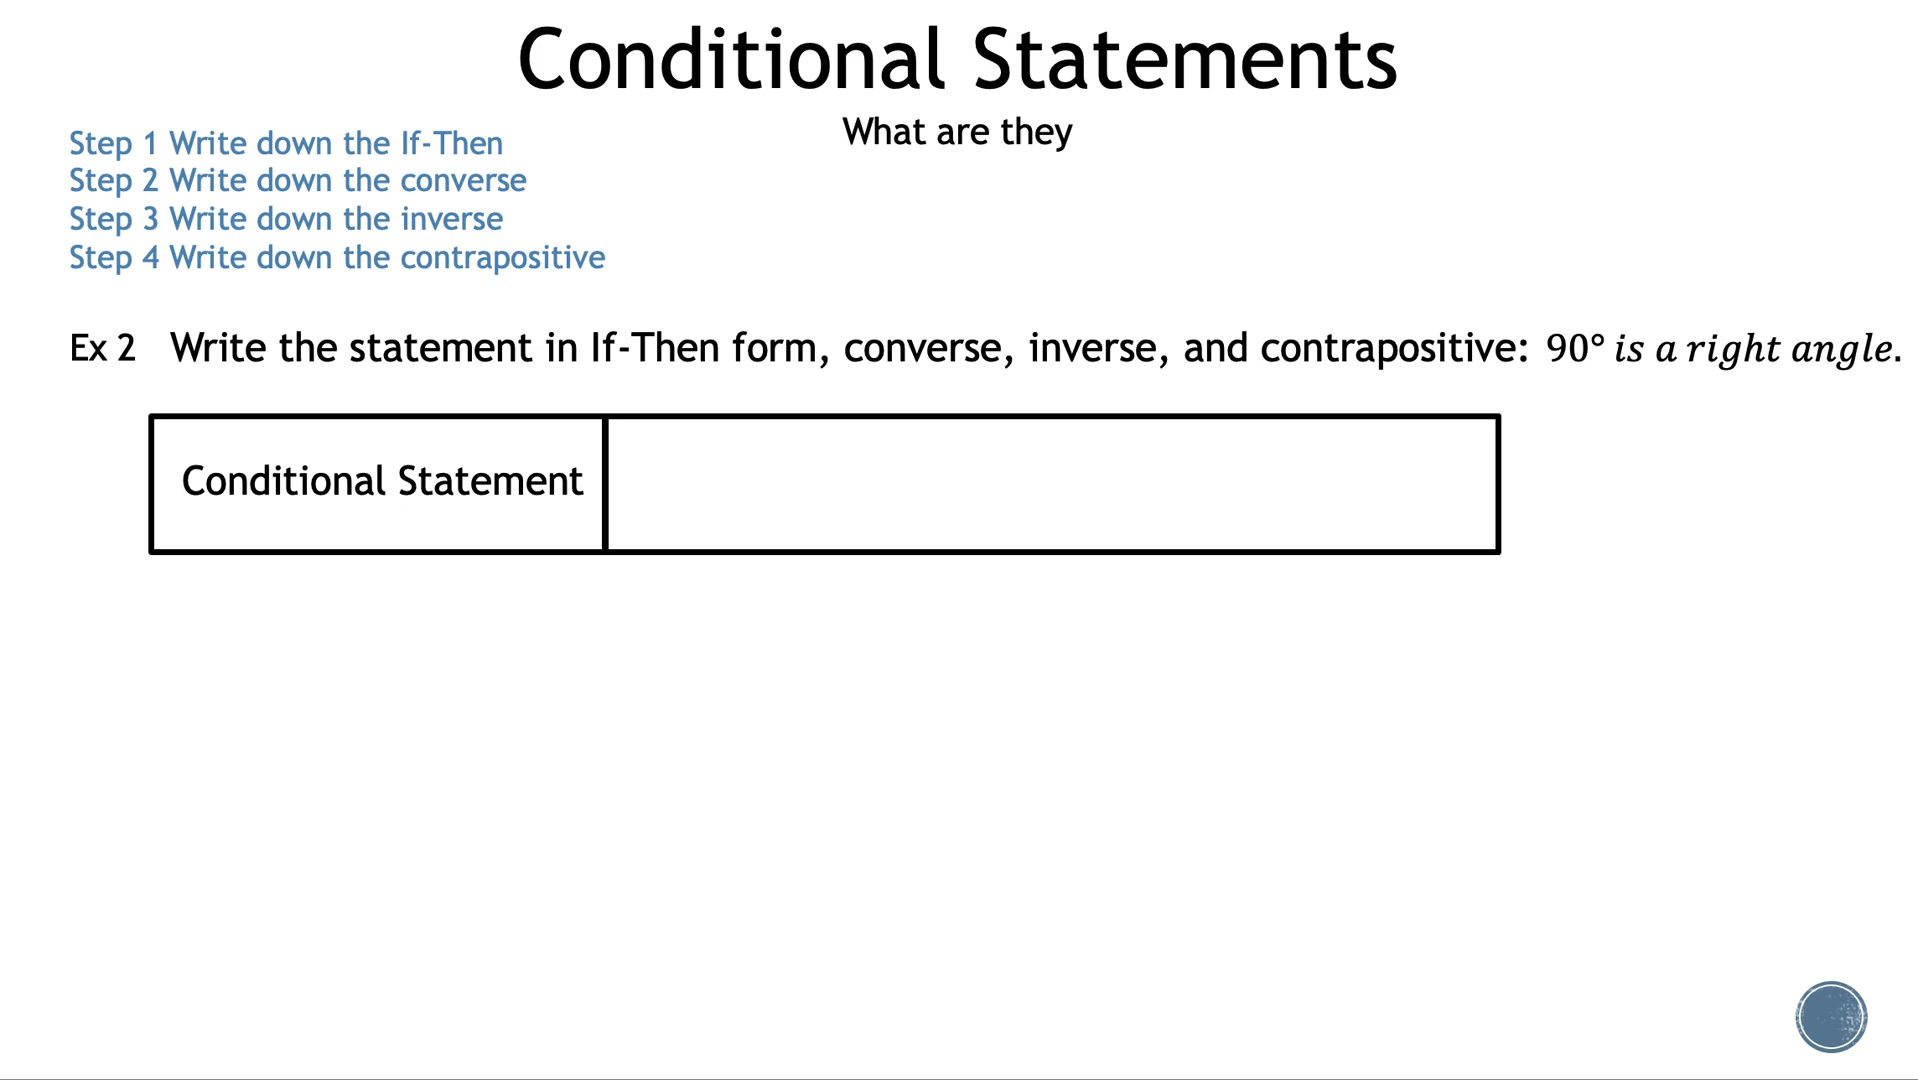 Conditional Statements
What are they
Step 1 Write down the If-Then
Step 2 Write down the converse
Step 3 Write down the inverse
Step 4 Write down the contrapositive
Ex 2 Write the statement in If-Then form, converse, inverse, and contrapositive: 90° is a right angle.
Conditional Statement